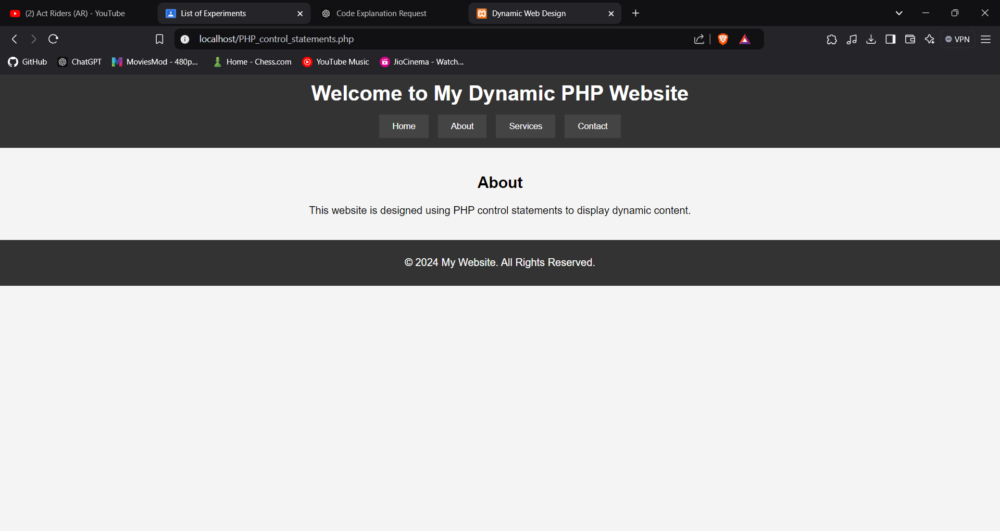 (2) Act Riders (AR) - YouTube
List of Experiments
Code Explanation Request
Dynamic Web Design
localhost/PHP_control_statements.php
VPN
GitHub
ChatGPT
MoviesMod - 480p...
Home - Chess.com
YouTube Music
JioCinema - Watch...
Welcome to My Dynamic PHP Website
Home
About
Services
Contact
About
This website is designed using PHP control statements to display dynamic content.
© 2024 My Website. All Rights Reserved.